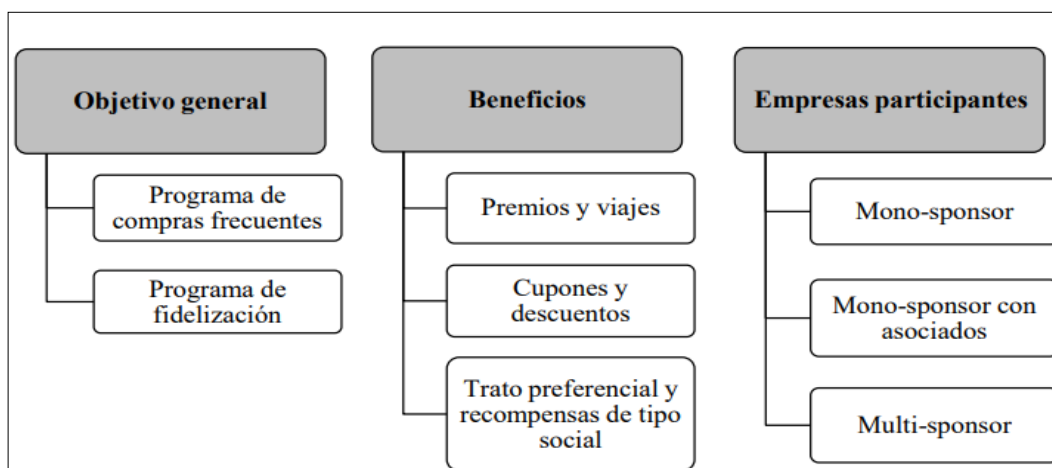 Objetivo general
Programa de
compras frecuentes
Programa de
fidelización
Beneficios
Premios y viajes
Cupones y
descuentos
Trato preferencial y
recompensas de tipo
social
Empresas participantes
Mono-sponsor
Mono-sponsor con
asociados
Multi-sponsor